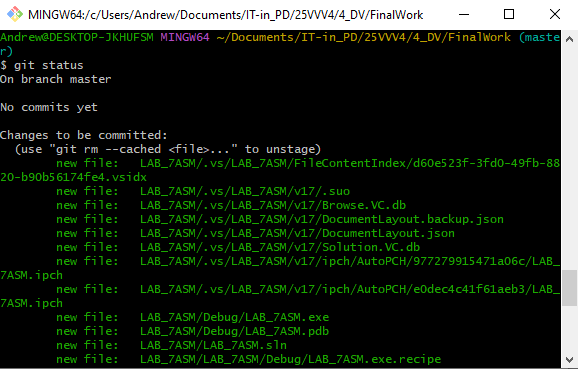 MINGW64:/c/Users/Andrew/Documents/IT-in_PD/25VVV4/4_DV/FinalWork
Andrew@DESKTOP-JKHUFSM MINGW64 ~/Documents/IT-in_PD/25VVV4/4_DV/FinalWork (maste
r)
$ git status
On branch master
No commits yet
Changes to be committed:
  (use "git rm --cached <file>..." to unstage)
        new file:   LAB_7ASM/.vs/LAB_7ASM/FileContentIndex/d60e523f-3fd0-49fb-88
20-b90b56174fe4.vsidx
        new file:   LAB_7ASM/.vs/LAB_7ASM/v17/.suo
        new file:   LAB_7ASM/.vs/LAB_7ASM/v17/Browse.VC.db
        new file:   LAB_7ASM/.vs/LAB_7ASM/v17/DocumentLayout.backup.json
        new file:   LAB_7ASM/.vs/LAB_7ASM/v17/DocumentLayout.json
        new file:   LAB_7ASM/.vs/LAB_7ASM/v17/Solution.VC.db
        new file:   LAB_7ASM/.vs/LAB_7ASM/v17/ipch/AutoPCH/977279915471a06c/LAB_
7ASM.ipch
        new file:   LAB_7ASM/.vs/LAB_7ASM/v17/ipch/AutoPCH/e0dec4c41f61aeb3/LAB_
7ASM.ipch
        new file:   LAB_7ASM/Debug/LAB_7ASM.exe
        new file:   LAB_7ASM/Debug/LAB_7ASM.pdb
        new file:   LAB_7ASM/LAB_7ASM.sln
        new file:   LAB_7ASM/LAB_7ASM/Debug/LAB_7ASM.exe.recipe